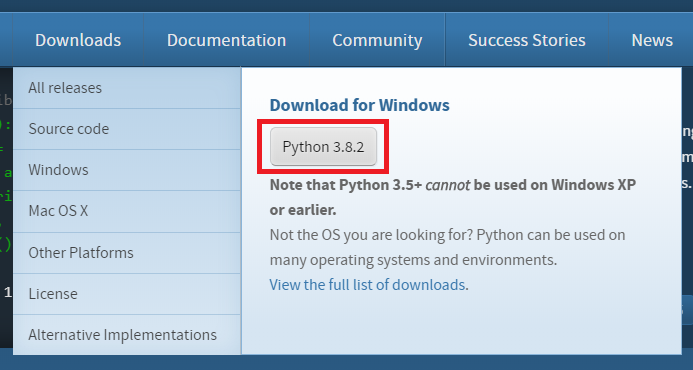 Downloads
Documentation
Community
Success Stories
News
All releases
Source code
Windows
Mac OS X
Other Platforms
License
Alternative Implementations
Download for Windows
Python 3.8.2
Note that Python 3.5+ cannot be used on Windows XP
or earlier.
Not the OS you are looking for? Python can be used on
many operating systems and environments.
View the full list of downloads.